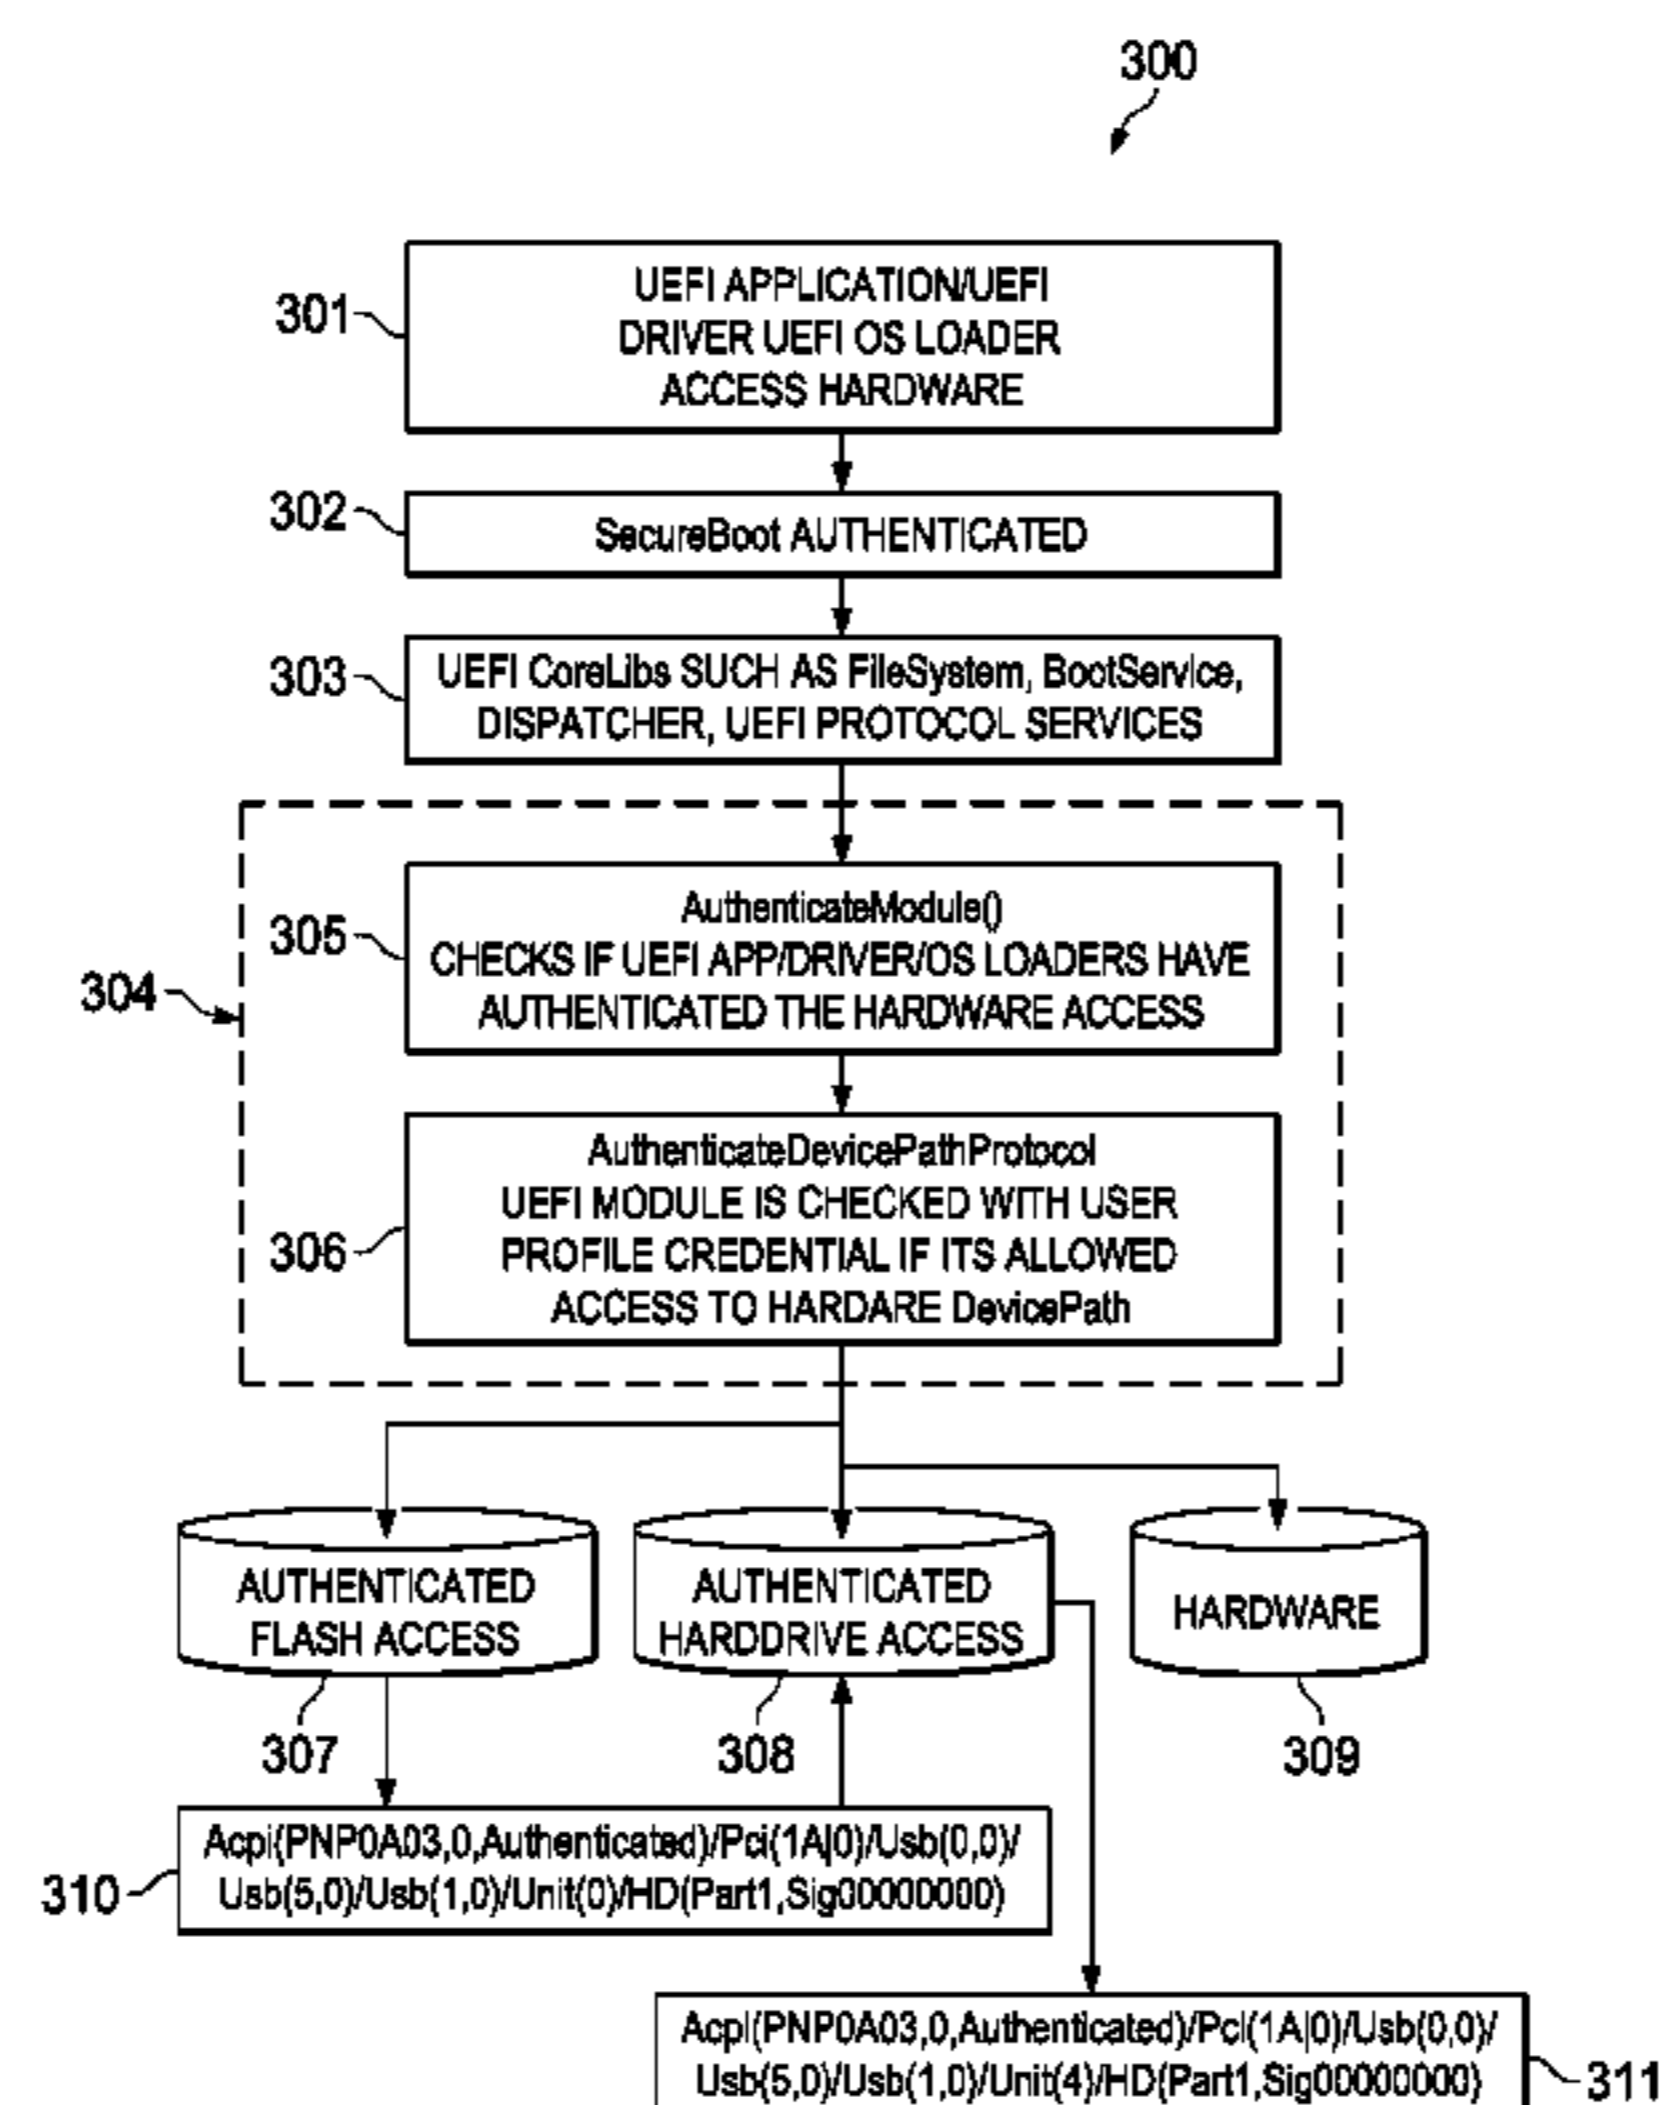 300
301
UEFI APPLICATION/UEFI
DRIVER UEFI OS LOADER
ACCESS HARDWARE
302
SecureBoot AUTHENTICATED
303
UEFI CoreLibs SUCH AS FileSystem, BootService,
DISPATCHER, UEFI PROTOCOL SERVICES
304
305
AuthenticateModule()
CHECKS IF UEFI APP/DRIVER/OS LOADERS HAVE
AUTHENTICATED THE HARDWARE ACCESS
306
AuthenticateDevicePathProtocol
UEFI MODULE IS CHECKED WITH USER
PROFILE CREDENTIAL IF ITS ALLOWED
ACCESS TO HARDARE DevicePath
AUTHENTICATED
FLASH ACCESS
AUTHENTICATED
HARDDRIVE ACCESS
HARDWARE
307
308
309
310
Acpi(PNP0A03,0,Authenticated)/Pci(1A|0)/Usb(0,0)/
Usb(5,0)/Usb(1,0)/Unit(0)/HD(Part1,Sig00000000)
Acpi(PNP0A03,0,Authenticated)/Pci(1A|0)/Usb(0,0)/
Usb(5,0)/Usb(1,0)/Unit(4)/HD(Part1,Sig00000000)
311